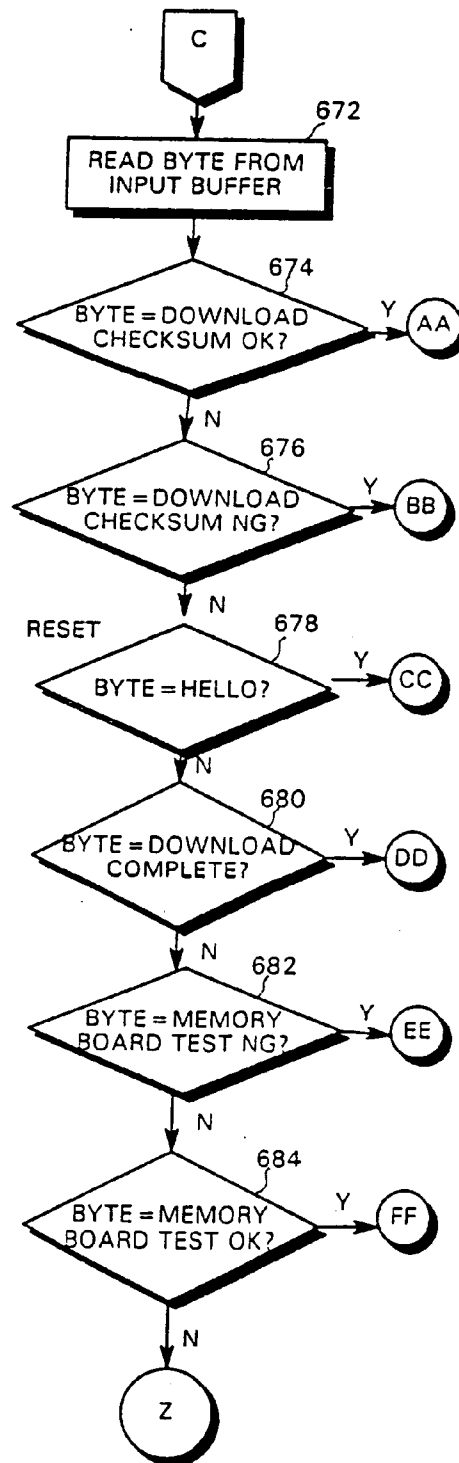 C
672
READ BYTE FROM
INPUT BUFFER
674
BYTE = DOWNLOAD
CHECKSUM OK?
Y
AA
N
676
BYTE = DOWNLOAD
CHECKSUM NG?
Y
BB
N
RESET
678
BYTE = HELLO?
Y
CC
N
680
BYTE = DOWNLOAD
COMPLETE?
Y
DD
N
682
BYTE = MEMORY
BOARD TEST NG?
Y
EE
N
684
BYTE = MEMORY
BOARD TEST OK?
Y
FF
N
Z